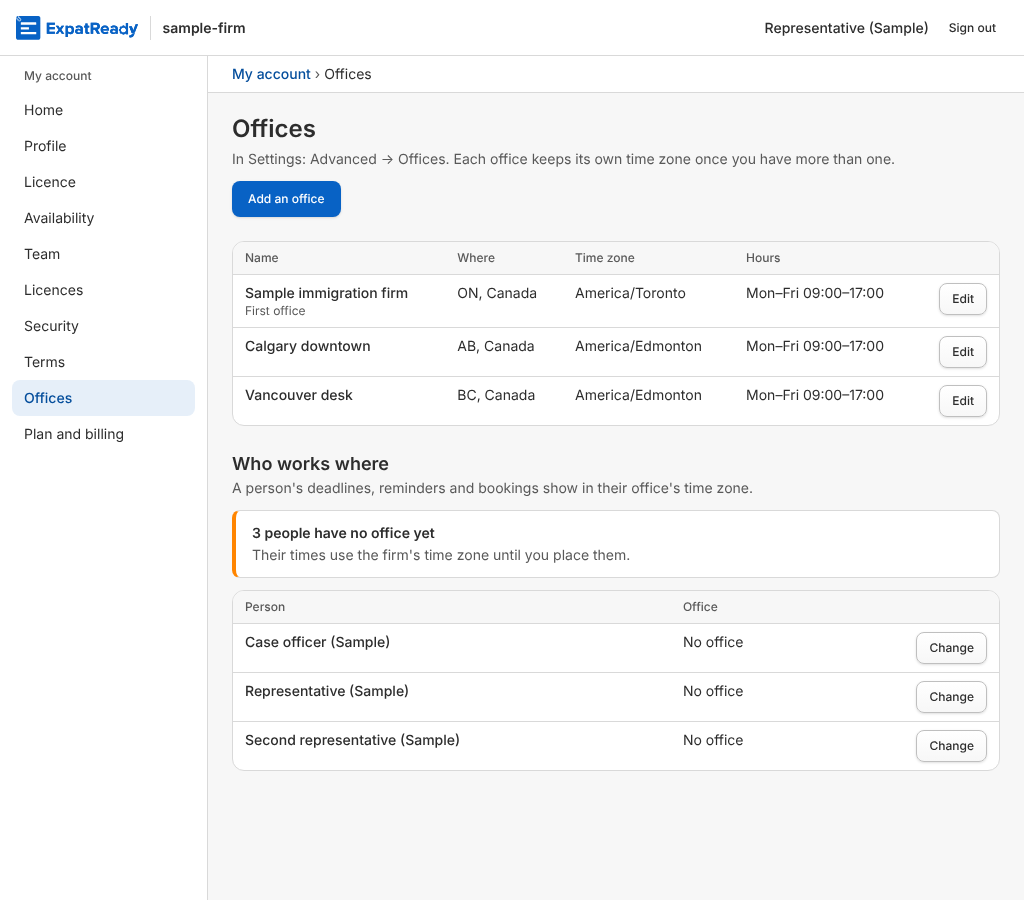 ExpatReady
sample-firm
Representative (Sample)
Sign out
My account
Home
Profile
Licence
Availability
Team
Licences
Security
Terms
Offices
Plan and billing
My account › Offices
Offices
In Settings: Advanced → Offices. Each office keeps its own time zone once you have more than one.
Add an office
Name Where Time zone Hours
Sample immigration firm ON, Canada America/Toronto Mon–Fri 09:00–17:00 Edit
First office
Calgary downtown AB, Canada America/Edmonton Mon–Fri 09:00–17:00 Edit
Vancouver desk BC, Canada America/Edmonton Mon–Fri 09:00–17:00 Edit
Who works where
A person's deadlines, reminders and bookings show in their office's time zone.
3 people have no office yet
Their times use the firm's time zone until you place them.
Person Office
Case officer (Sample) No office Change
Representative (Sample) No office Change
Second representative (Sample) No office Change